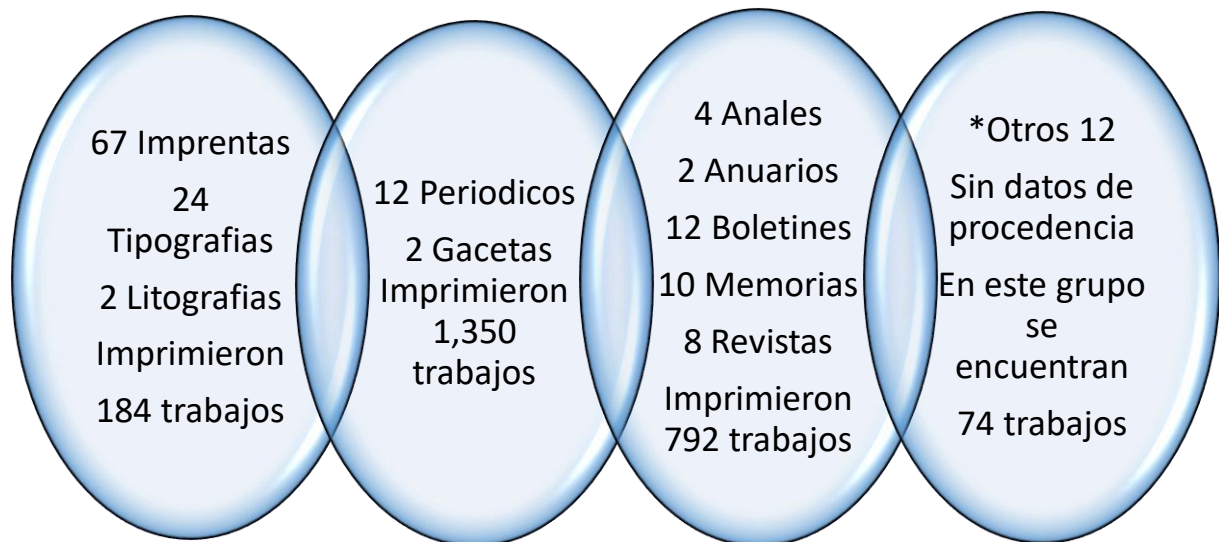 67 Imprentas
24
Tipografias
2 Litografias
Imprimieron
184 trabajos
12 Periodicos
2 Gacetas
Imprimieron
1,350
trabajos
4 Anales
2 Anuarios
12 Boletines
10 Memorias
8 Revistas
Imprimieron
792 trabajos
*Otros 12
Sin datos de
procedencia
En este grupo
se
encuentran
74 trabajos